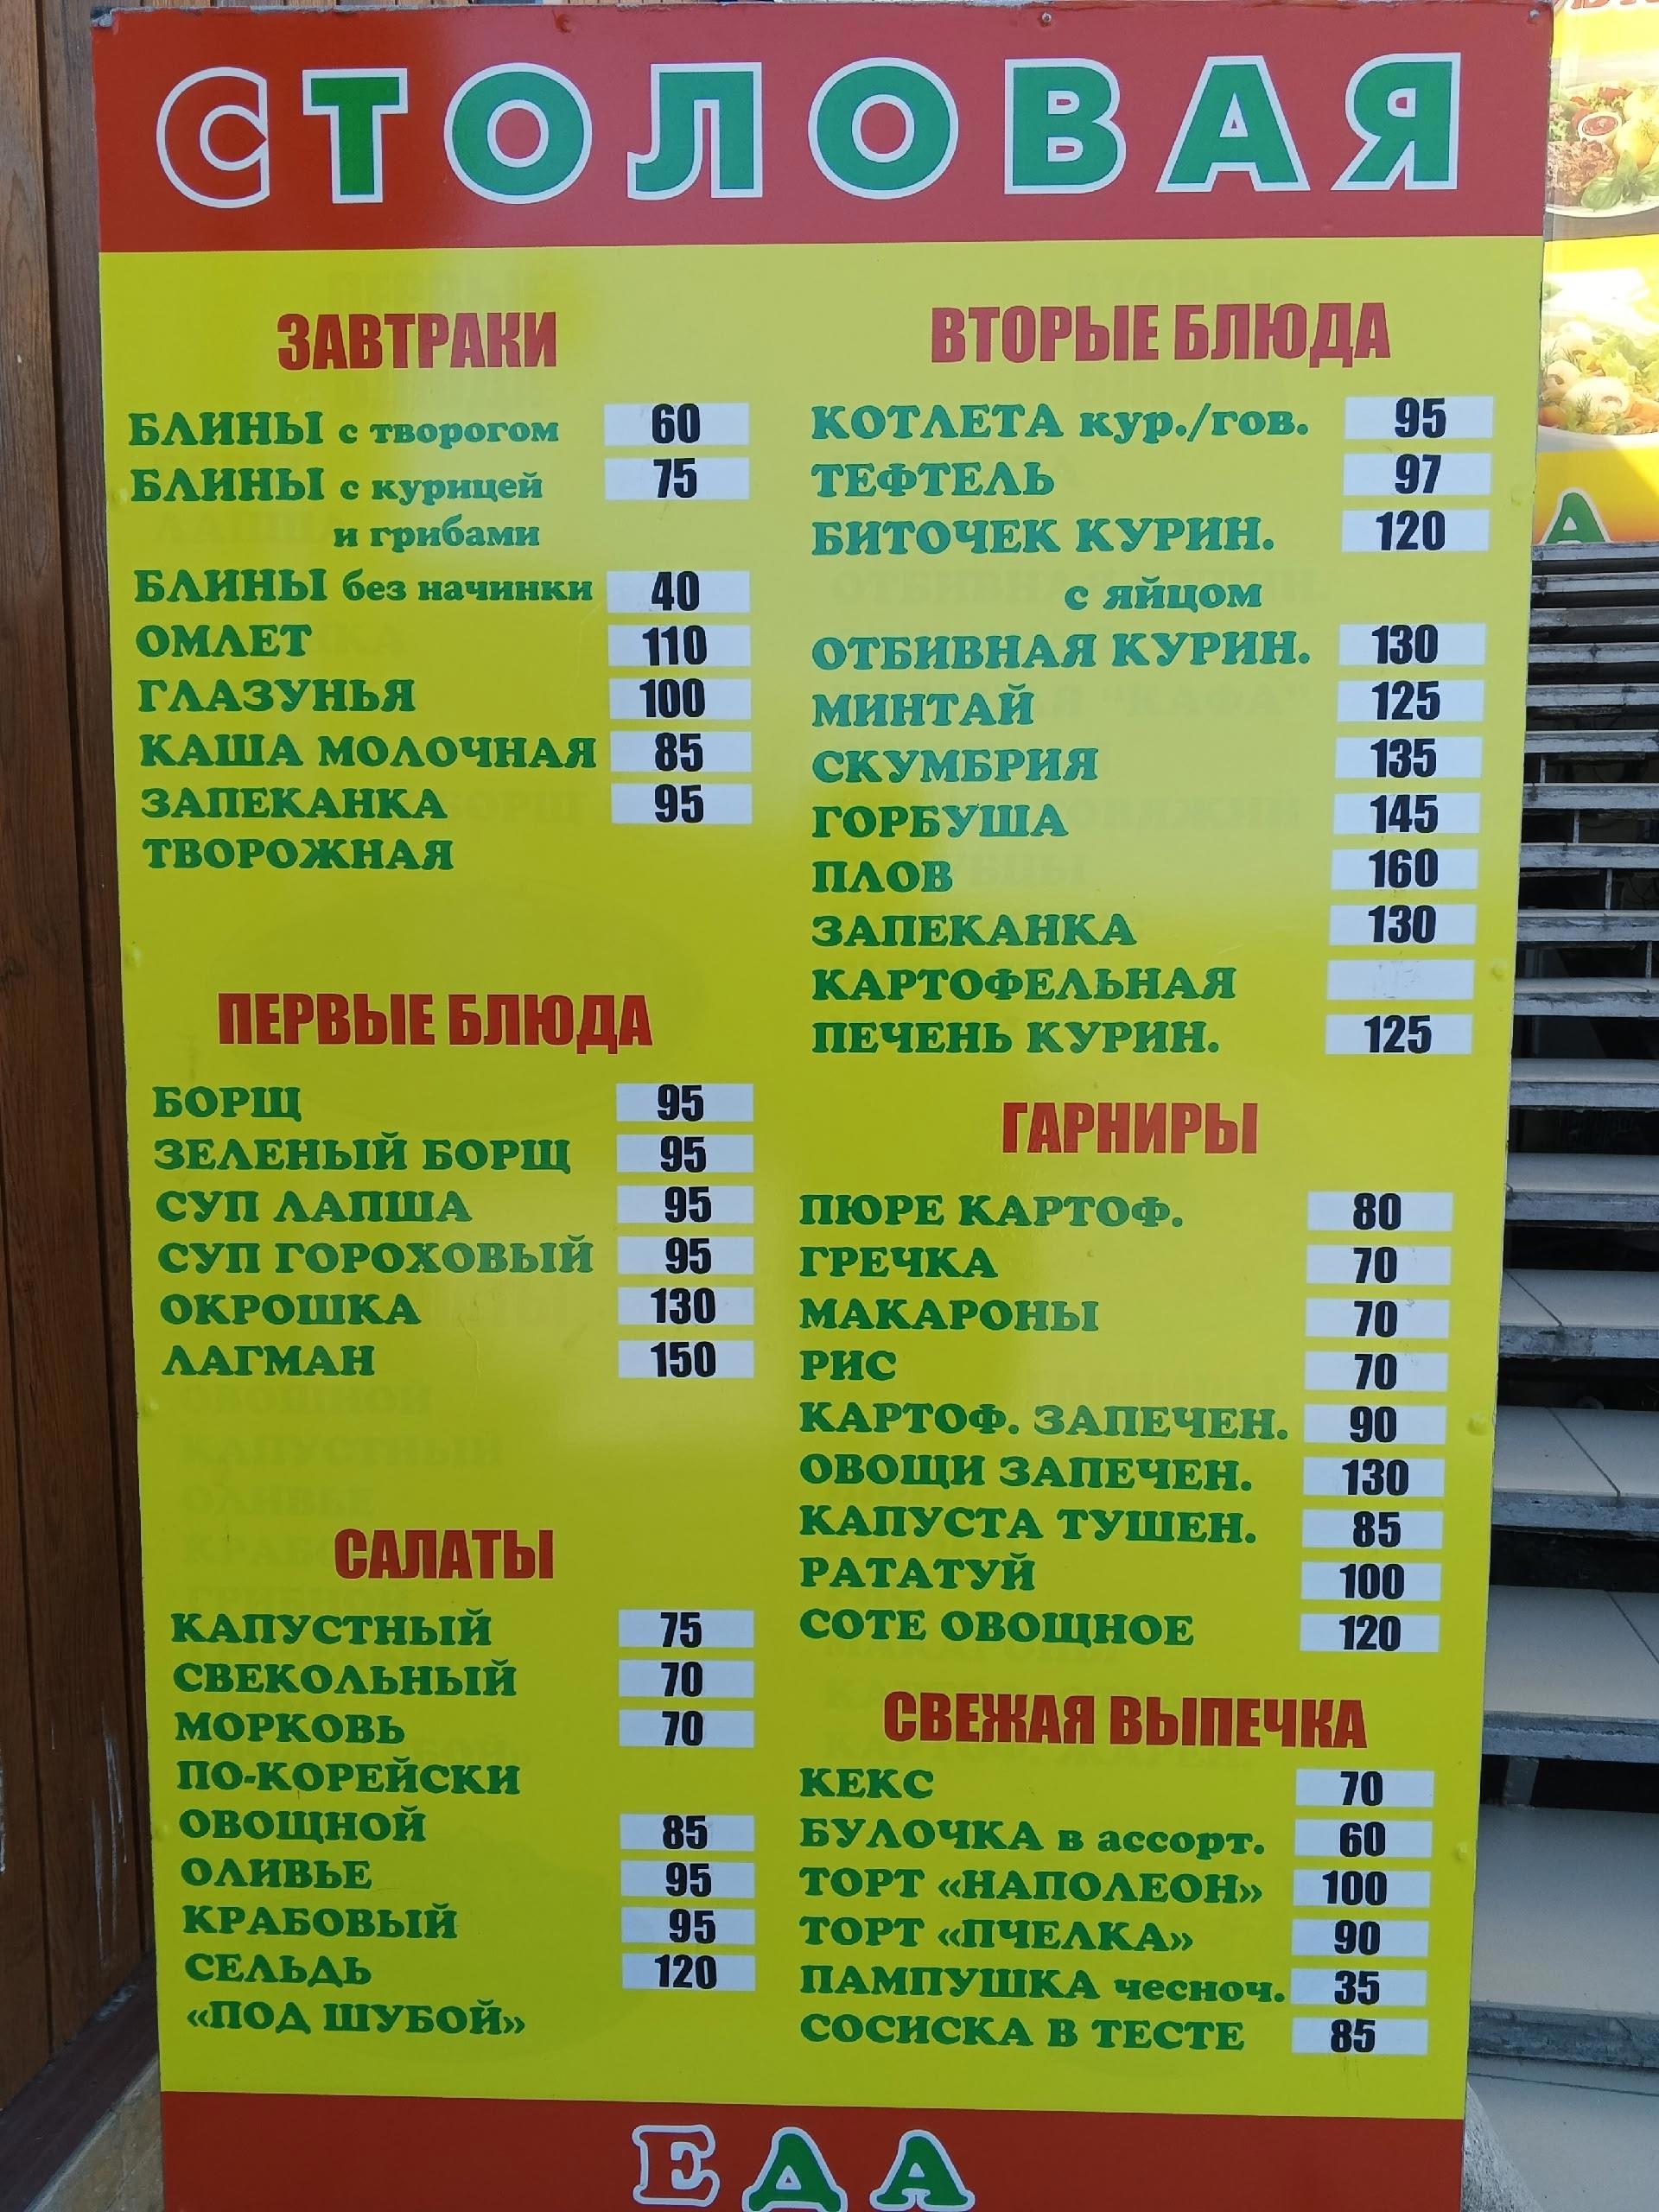 СТОЛОВАЯ
ЗАВТРАКИ
БЛИНЫ с творогом 60
БЛИНЫ с курицей 75
и грибами
БЛИНЫ без начинки 40
ОМЛЕТ 110
ГЛАЗУНЬЯ 100
КАША МОЛОЧНАЯ 85
ЗАПЕКАНКА 95
ТВОРОЖНАЯ
ПЕРВЫЕ БЛЮДА
БОРЩ 95
ЗЕЛЕНЫЙ БОРЩ 95
СУП ЛАПША 95
СУП ГОРОХОВЫЙ 95
ОКРОШКА 130
ЛАГМАН 150
САЛАТЫ
КАПУСТНЫЙ 75
СВЕКОЛЬНЫЙ 70
МОРКОВЬ 70
ПО-КОРЕЙСКИ
ОВОЩНОЙ 85
ОЛИВЬЕ 95
КРАБОВЫЙ 95
СЕЛЬДЬ 120
«ПОД ШУБОЙ»
ВТОРЫЕ БЛЮДА
КОТЛЕТА кур./гов. 95
ТЕФТЕЛЬ 97
БИТОЧЕК КУРИН. 120
с яйцом
ОТБИВНАЯ КУРИН. 130
МИНТАЙ 125
СКУМБРИЯ 135
ГОРБУША 145
ПЛОВ 160
ЗАПЕКАНКА 130
КАРТОФЕЛЬНАЯ
ПЕЧЕНЬ КУРИН. 125
ГАРНИРЫ
ПЮРЕ КАРТОФ. 80
ГРЕЧКА 70
МАКАРОНЫ 70
РИС 70
КАРТОФ. ЗАПЕЧЕН. 90
ОВОЩИ ЗАПЕЧЕН. 130
КАПУСТА ТУШЕН. 85
РАТАТУЙ 100
СОТЕ ОВОЩНОЕ 120
СВЕЖАЯ ВЫПЕЧКА
КЕКС 70
БУЛОЧКА в ассорт. 60
ТОРТ «НАПОЛЕОН» 100
ТОРТ «ПЧЕЛКА» 90
ПАМПУШКА чесноч. 35
СОСИСКА В ТЕСТЕ 85
ЕДА